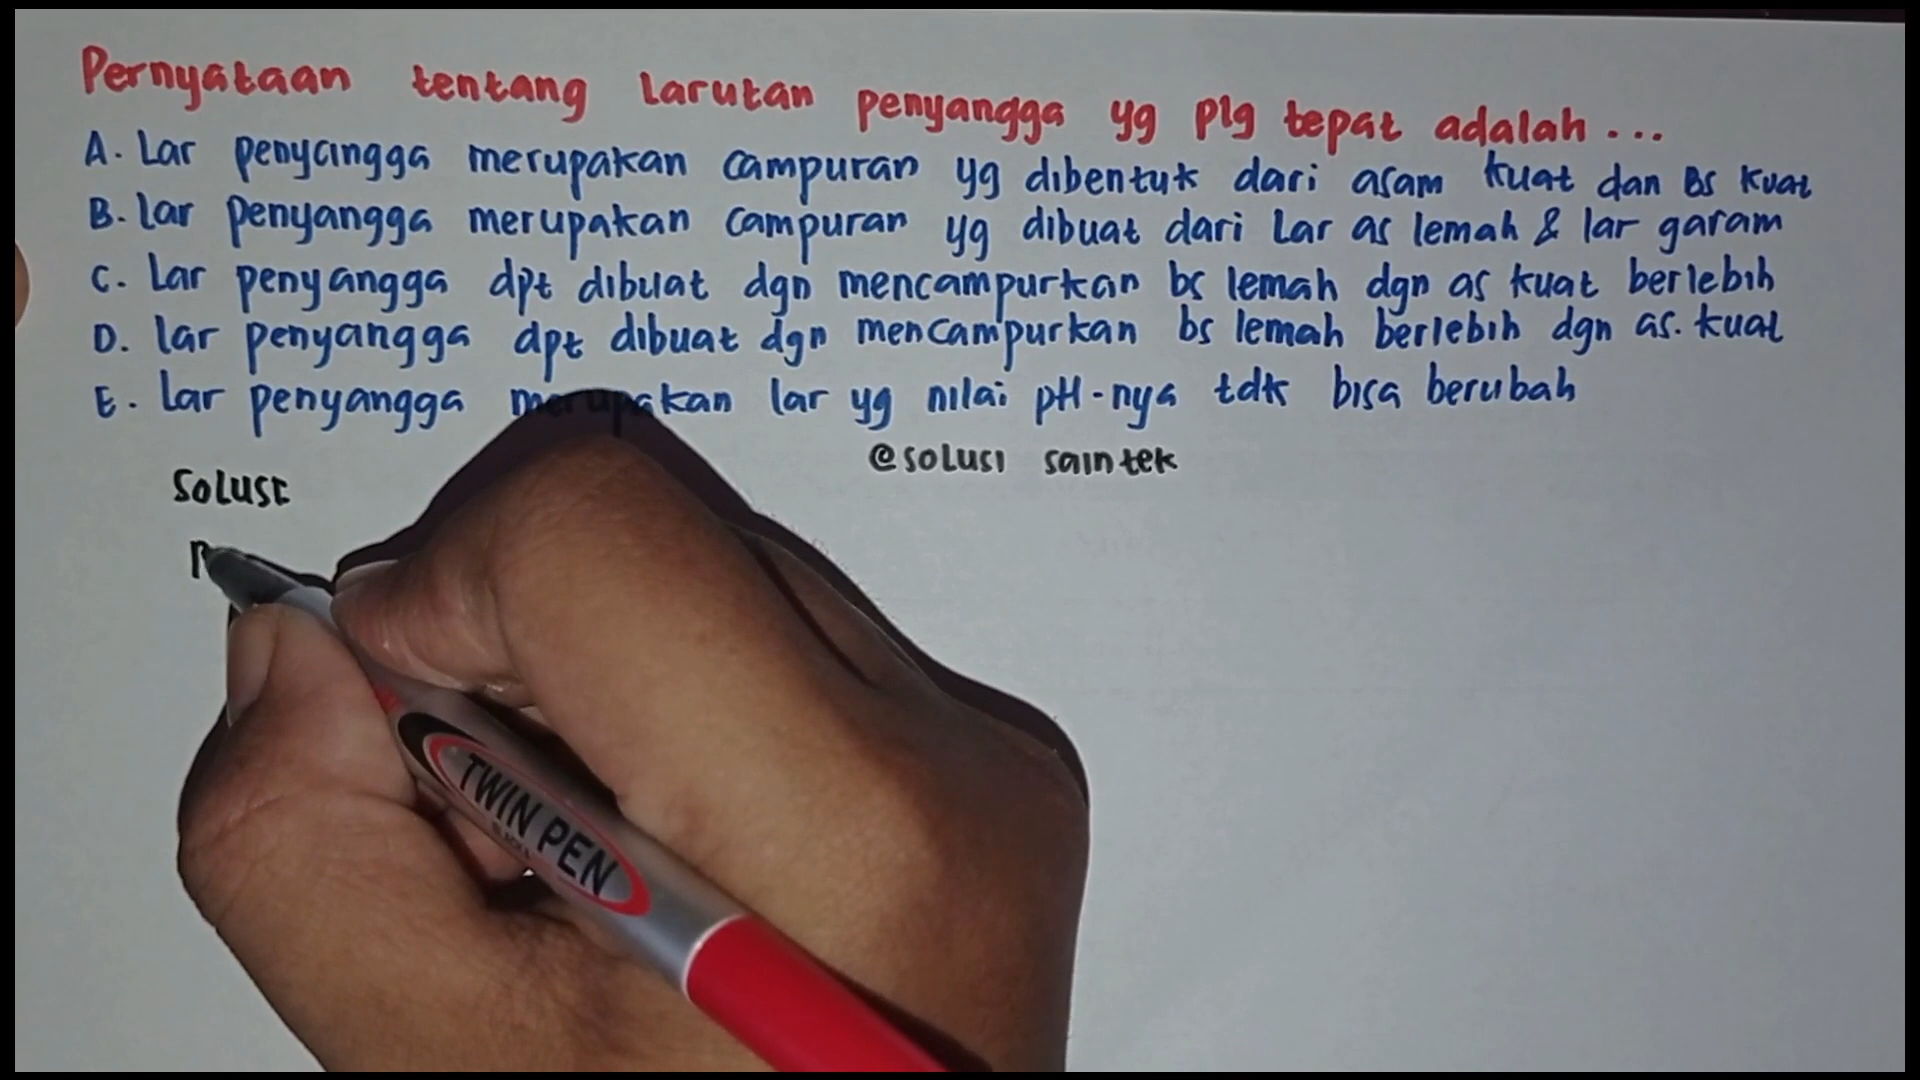 Pernyataan tentang Larutan penyangga yg plg tepat adalah...
A. Lar penyangga merupakan campuran yg dibentuk dari asam kuat dan Bs Kuat
B. lar penyangga merupakan campuran yg dibuat dari Lar as lemah & lar garam
C. Lar penyangga dpt dibuat dgn mencampurkan bs lemah dgn as kuat berlebih
D. lar penyangga dpt dibuat dgn mencampurkan bs lemah berlebih dgn as. kuat
E. Lar penyangga merupakan lar yg nilai pH-nya tdk bisa berubah
@solusi saintek
SOLUSI
TWIN PEN